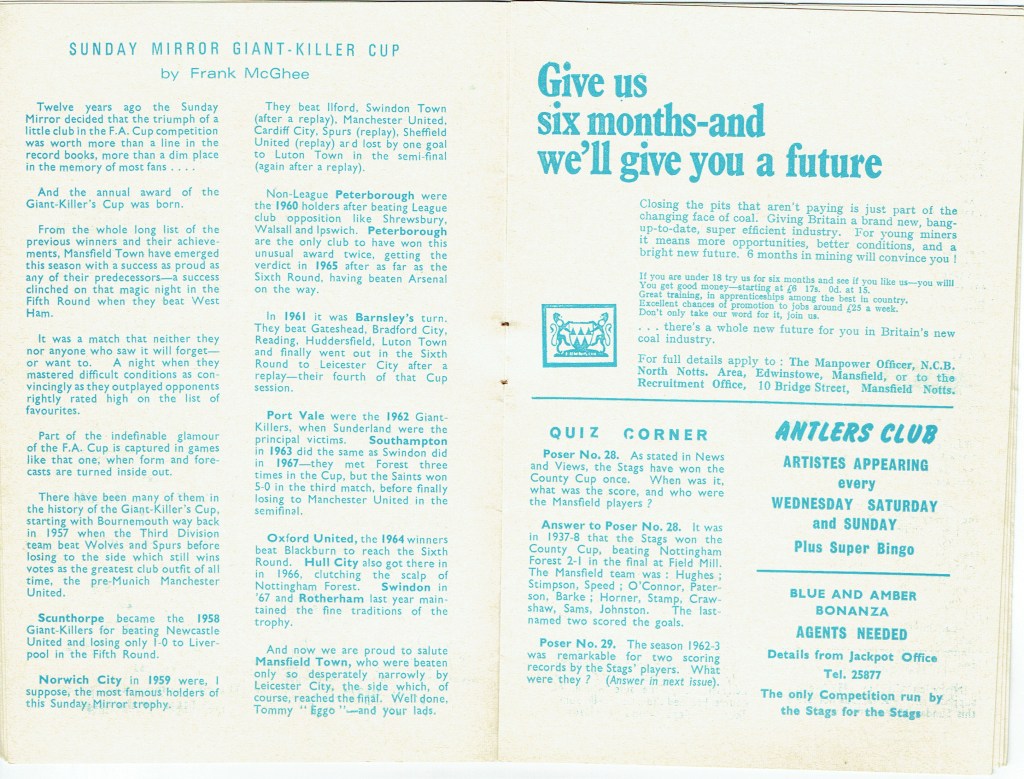 SUNDAY MIRROR GIANT-KILLER CUP
by Frank McGhee
Twelve years ago the Sunday
Mirror decided that the triumph of a
little club in the F.A. Cup competition
was worth more than a line in the
record books, more than a dim place
in the memory of most fans . . . .
And the annual award of the
Giant-Killer's Cup was born.
From the whole long list of the
previous winners and their achieve-
ments, Mansfield Town have emerged
this season with a success as proud as
any of their predecessors—a success
clinched on that magic night in the
Fifth Round when they beat West
Ham.
It was a match that neither they
nor anyone who saw it will forget—
or want to. A night when they
mastered difficult conditions as con-
vincingly as they outplayed opponents
rightly rated high on the list of
favourites.
Part of the indefinable glamour
of the F.A. Cup is captured in games
like that one, when form and fore-
casts are turned inside out.
There have been many of them in
the history of the Giant-Killer's Cup,
starting with Bournemouth way back
in 1957 when the Third Division
team beat Wolves and Spurs before
losing to the side which still wins
votes as the greatest club outfit of all
time, the pre-Munich Manchester
United.
Scunthorpe became the 1958
Giant-Killers for beating Newcastle
United and losing only 1-0 to Liver-
pool in the Fifth Round.
Norwich City in 1959 were, I
suppose, the most famous holders of
this Sunday Mirror trophy.
They beat Ilford, Swindon Town
(after a replay), Manchester United,
Cardiff City, Spurs (replay), Sheffield
United (replay) ard lost by one goal
to Luton Town in the semi-final
(again after a replay).
Non-League Peterborough were
the 1960 holders after beating League
club opposition like Shrewsbury,
Walsall and Ipswich. Peterborough
are the only club to have won this
unusual award twice, getting the
verdict in 1965 after as far as the
Sixth Round, having beaten Arsenal
on the way.
In 1961 it was Barnsley's turn.
They beat Gateshead, Bradford City,
Reading, Huddersfield, Luton Town
and finally went out in the Sixth
Round to Leicester City after a
replay—their fourth of that Cup
session.
Port Vale were the 1962 Giant-
Killers, when Sunderland were the
principal victims. Southampton
in 1963 did the same as Swindon did
in 1967—they met Forest three
times in the Cup, but the Saints won
5-0 in the third match, before finally
losing to Manchester United in the
semifinal.
Oxford United, the 1964 winners
beat Blackburn to reach the Sixth
Round. Hull City also got there in
in 1966, clutching the scalp of
Nottingham Forest. Swindon in
'67 and Rotherham last year main-
tained the fine traditions of the
trophy.
And now we are proud to salute
Mansfield Town, who were beaten
only so desperately narrowly by
Leicester City, the side which, of
course, reached the final. Well done,
Tommy "Eggo"—and your lads.
Give us
six months-and
we'll give you a future
Closing the pits that aren't paying is just part of the
changing face of coal. Giving Britain a brand new, bang-
up-to-date, super efficient industry. For young miners
it means more opportunities, better conditions, and a
bright new future. 6 months in mining will convince you !
If you are under 18 try us for six months and see if you like us—you will!
You get good money—starting at £6 17s. 0d. at 15.
Great training, in apprenticeships among the best in country.
Excellent chances of promotion to jobs around £25 a week.
Don't only take our word for it, join us.
. . . there's a whole new future for you in Britain's new
coal industry.
For full details apply to : The Manpower Officer, N.C.B.
North Notts. Area, Edwinstowe, Mansfield, or to the
Recruitment Office, 10 Bridge Street, Mansfield Notts.
QUIZ CORNER
Poser No. 28. As stated in News
and Views, the Stags have won the
County Cup once. When was it,
what was the score, and who were
the Mansfield players ?
Answer to Poser No. 28. It was
in 1937-8 that the Stags won the
County Cup, beating Nottingham
Forest 2-1 in the final at Field Mill.
The Mansfield team was : Hughes ;
Stimpson, Speed ; O'Connor, Pater-
son, Barke ; Horner, Stamp, Craw-
shaw, Sams, Johnston. The last-
named two scored the goals.
Poser No. 29. The season 1962-3
was remarkable for two scoring
records by the Stags' players. What
were they ? (Answer in next issue).
ANTLERS CLUB
ARTISTES APPEARING
every
WEDNESDAY SATURDAY
and SUNDAY
Plus Super Bingo
BLUE AND AMBER
BONANZA
AGENTS NEEDED
Details from Jackpot Office
Tel. 25877
The only Competition run by
the Stags for the Stags